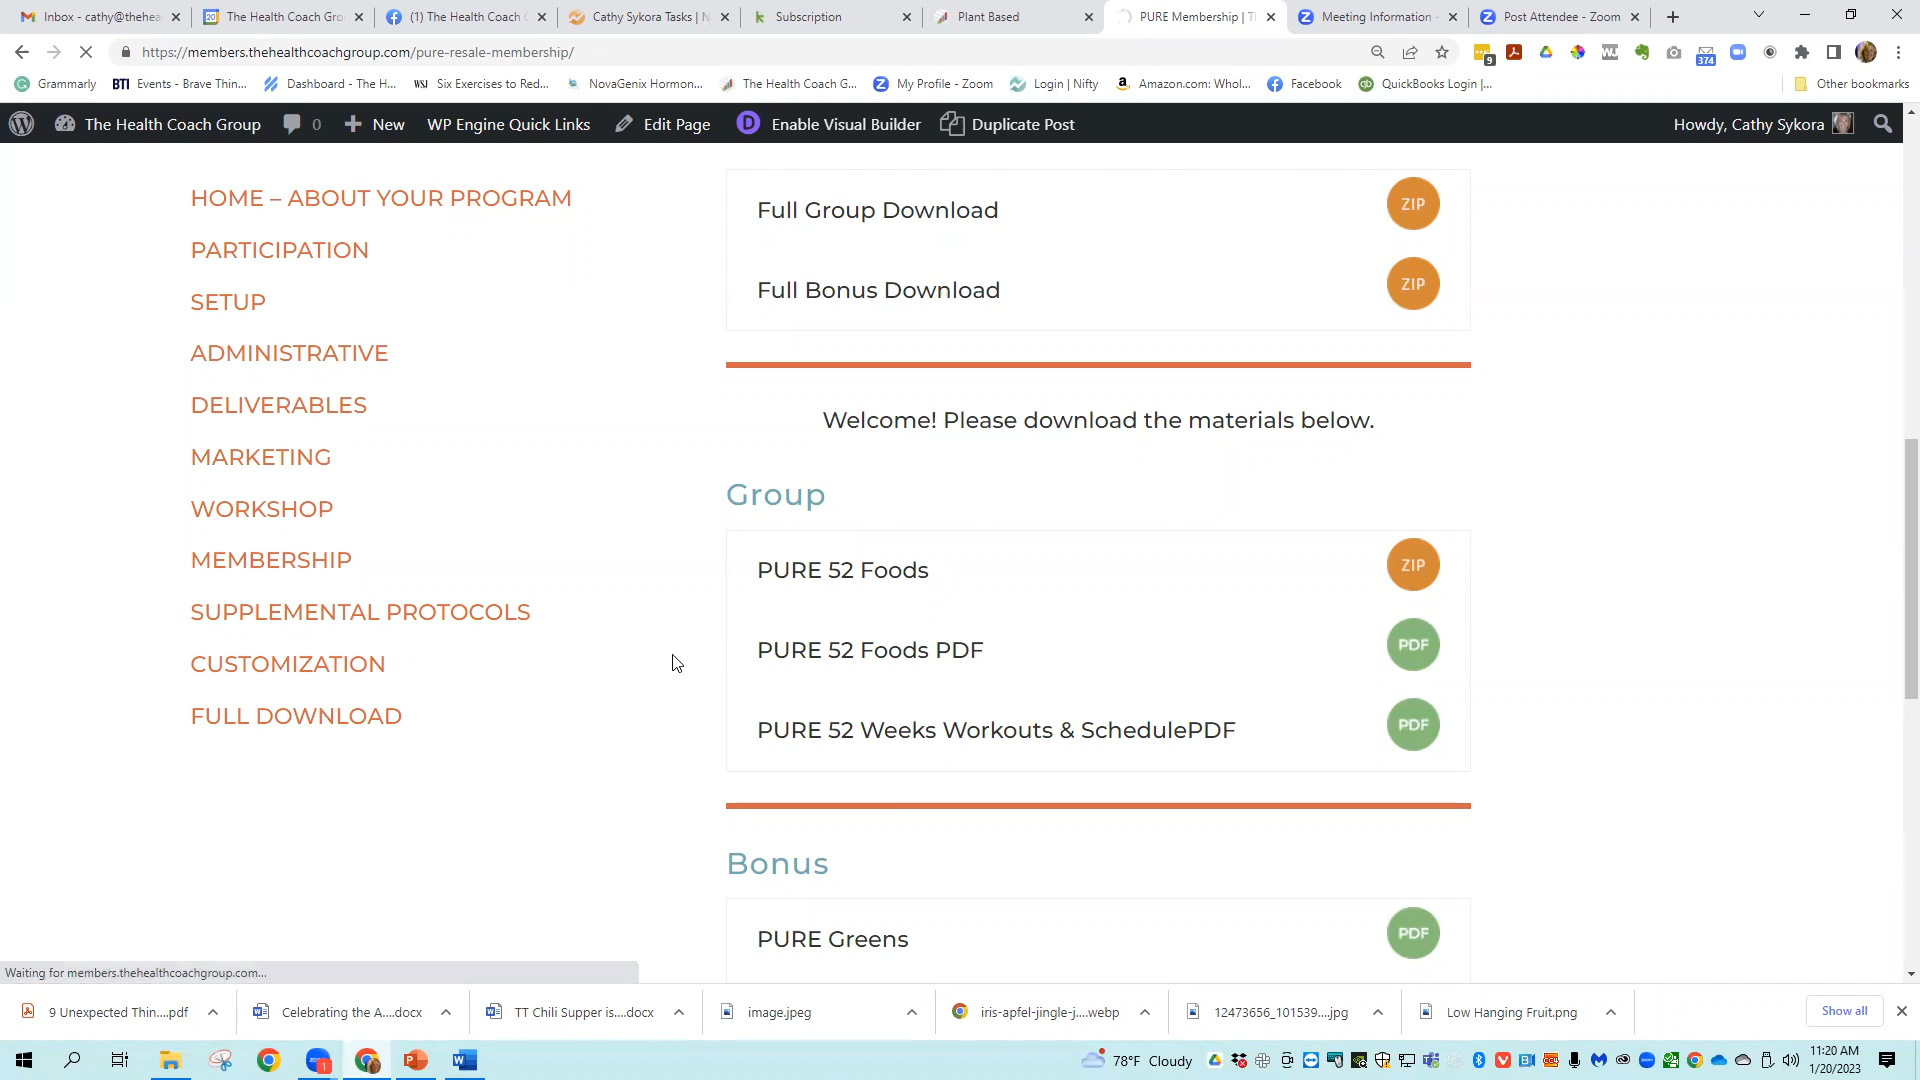 Inbox - cathy@theheal
The Health Coach Gro
(1) The Health Coach G
Cathy Sykora Tasks | N
Subscription
Plant Based
PURE Membership | T
Meeting Information -
Post Attendee - Zoom
https://members.thehealthcoachgroup.com/pure-resale-membership/
9
374
Grammarly
BTI Events - Brave Thin...
Dashboard - The H...
WSJ Six Exercises to Red...
NovaGenix Hormon...
The Health Coach G...
My Profile - Zoom
Login | Nifty
Amazon.com: Whol...
Facebook
QuickBooks Login |...
Other bookmarks
The Health Coach Group
0
New
WP Engine Quick Links
Edit Page
Enable Visual Builder
Duplicate Post
Howdy, Cathy Sykora
HOME – ABOUT YOUR PROGRAM
PARTICIPATION
SETUP
ADMINISTRATIVE
DELIVERABLES
MARKETING
WORKSHOP
MEMBERSHIP
SUPPLEMENTAL PROTOCOLS
CUSTOMIZATION
FULL DOWNLOAD
Full Group Download ZIP
Full Bonus Download ZIP
Welcome! Please download the materials below.
Group
PURE 52 Foods ZIP
PURE 52 Foods PDF PDF
PURE 52 Weeks Workouts & SchedulePDF PDF
Bonus
PURE Greens PDF
Waiting for members.thehealthcoachgroup.com...
9 Unexpected Thin....pdf
Celebrating the A....docx
TT Chili Supper is....docx
image.jpeg
iris-apfel-jingle-j....webp
12473656_101539....jpg
Low Hanging Fruit.png
Show all
78°F Cloudy
11:20 AM
1/20/2023